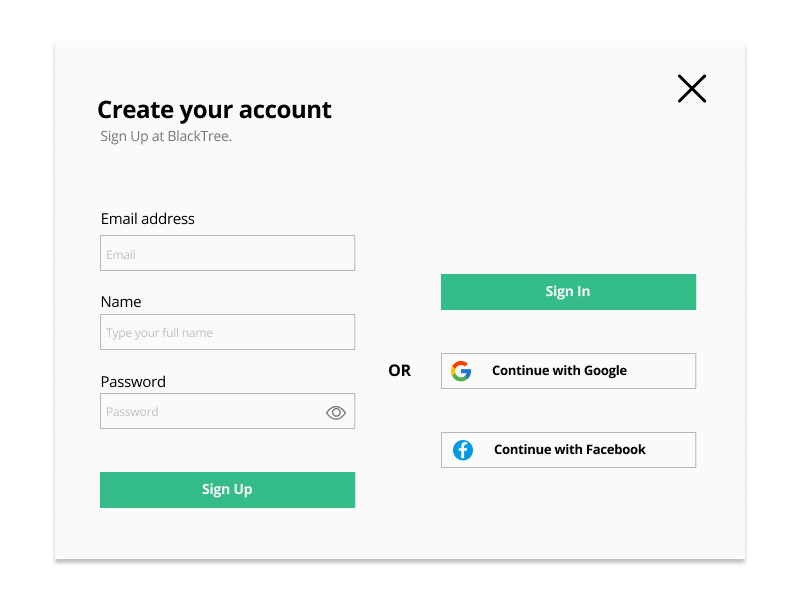 Create your account
Sign Up at BlackTree.
Email address
Email
Name
Type your full name
Password
Password
Sign Up
OR
Sign In
Continue with Google
Continue with Facebook